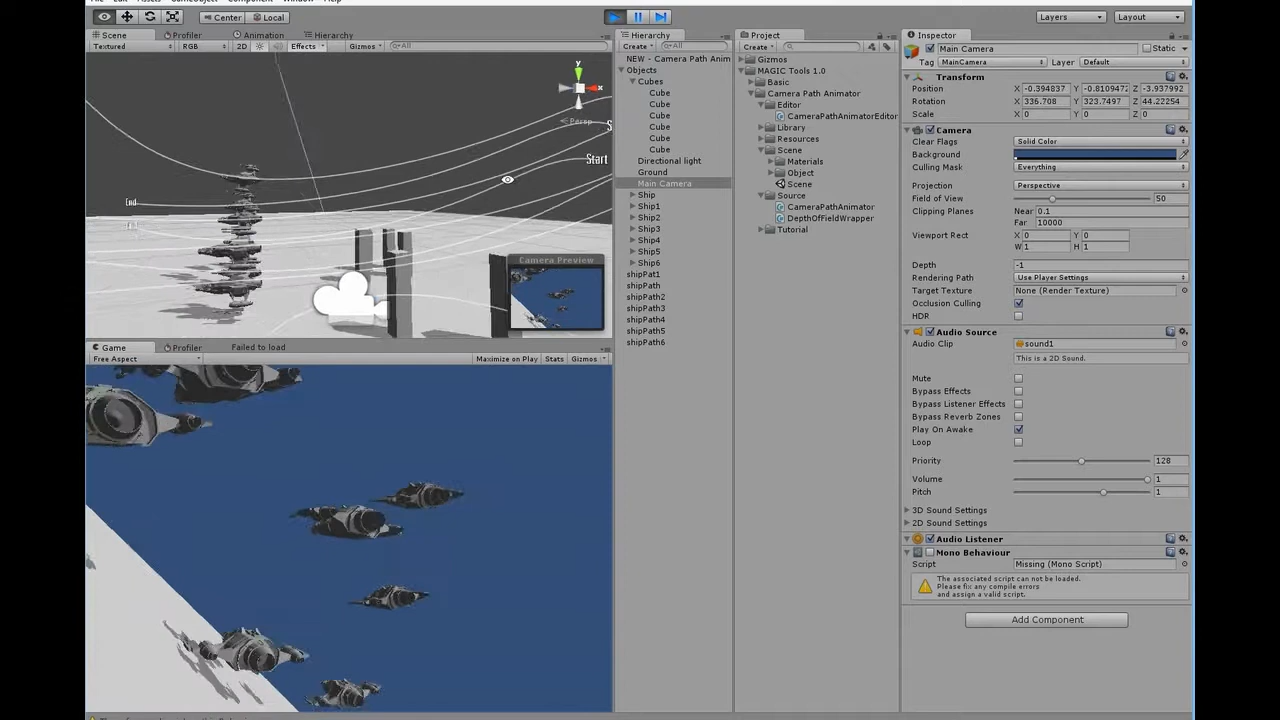 Center
Local
Layers
Layout
Scene
Profiler
Animation
Hierarchy
Textured
RGB
2D
Effects
Gizmos
All
y
x
Persp
Start
End
Camera Preview
Game
Profiler
Failed to load
Free Aspect
Maximize on Play
Stats
Gizmos
Hierarchy
Create
All
NEW - Camera Path Anim
Objects
Cubes
Cube
Cube
Cube
Cube
Cube
Cube
Directional light
Ground
Main Camera
Ship
Ship1
Ship2
Ship3
Ship4
Ship5
Ship6
shipPat1
shipPath
shipPath2
shipPath3
shipPath4
shipPath5
shipPath6
Project
Create
Gizmos
MAGIC Tools 1.0
Basic
Camera Path Animator
Editor
CameraPathAnimatorEditor
Library
Resources
Scene
Materials
Object
Scene
Source
CameraPathAnimator
DepthOfFieldWrapper
Tutorial
Inspector
Main Camera
Static
Tag MainCamera Layer Default
Transform
Position X -0.394837 Y -0.8109472 Z -3.937992
Rotation X 336.708 Y 323.7497 Z 44.22254
Scale X 0 Y 0 Z 0
Camera
Clear Flags Solid Color
Background
Culling Mask Everything
Projection Perspective
Field of View 50
Clipping Planes Near 0.1
Far 10000
Viewport Rect X 0 Y 0
W 1 H 1
Depth -1
Rendering Path Use Player Settings
Target Texture None (Render Texture)
Occlusion Culling
HDR
Audio Source
Audio Clip sound1
This is a 2D Sound.
Mute
Bypass Effects
Bypass Listener Effects
Bypass Reverb Zones
Play On Awake
Loop
Priority 128
Volume 1
Pitch 1
3D Sound Settings
2D Sound Settings
Audio Listener
Mono Behaviour
Script Missing (Mono Script)
The associated script can not be loaded.
Please fix any compile errors
and assign a valid script.
Add Component